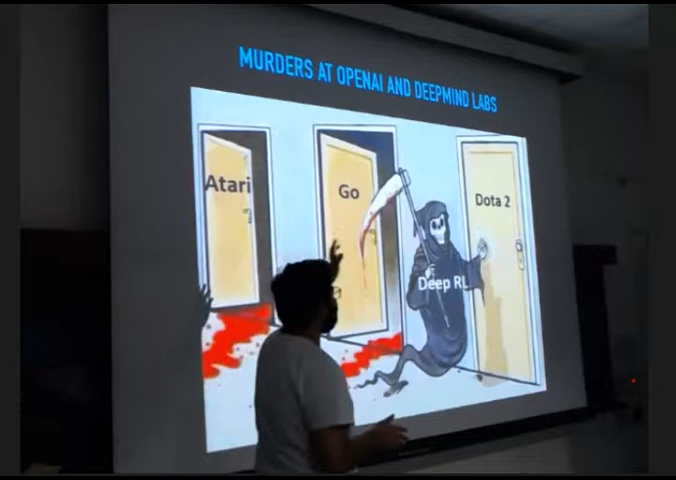 MURDERS AT OPENAI AND DEEPMIND LABS
Atari
Go
Dota 2
Deep RL